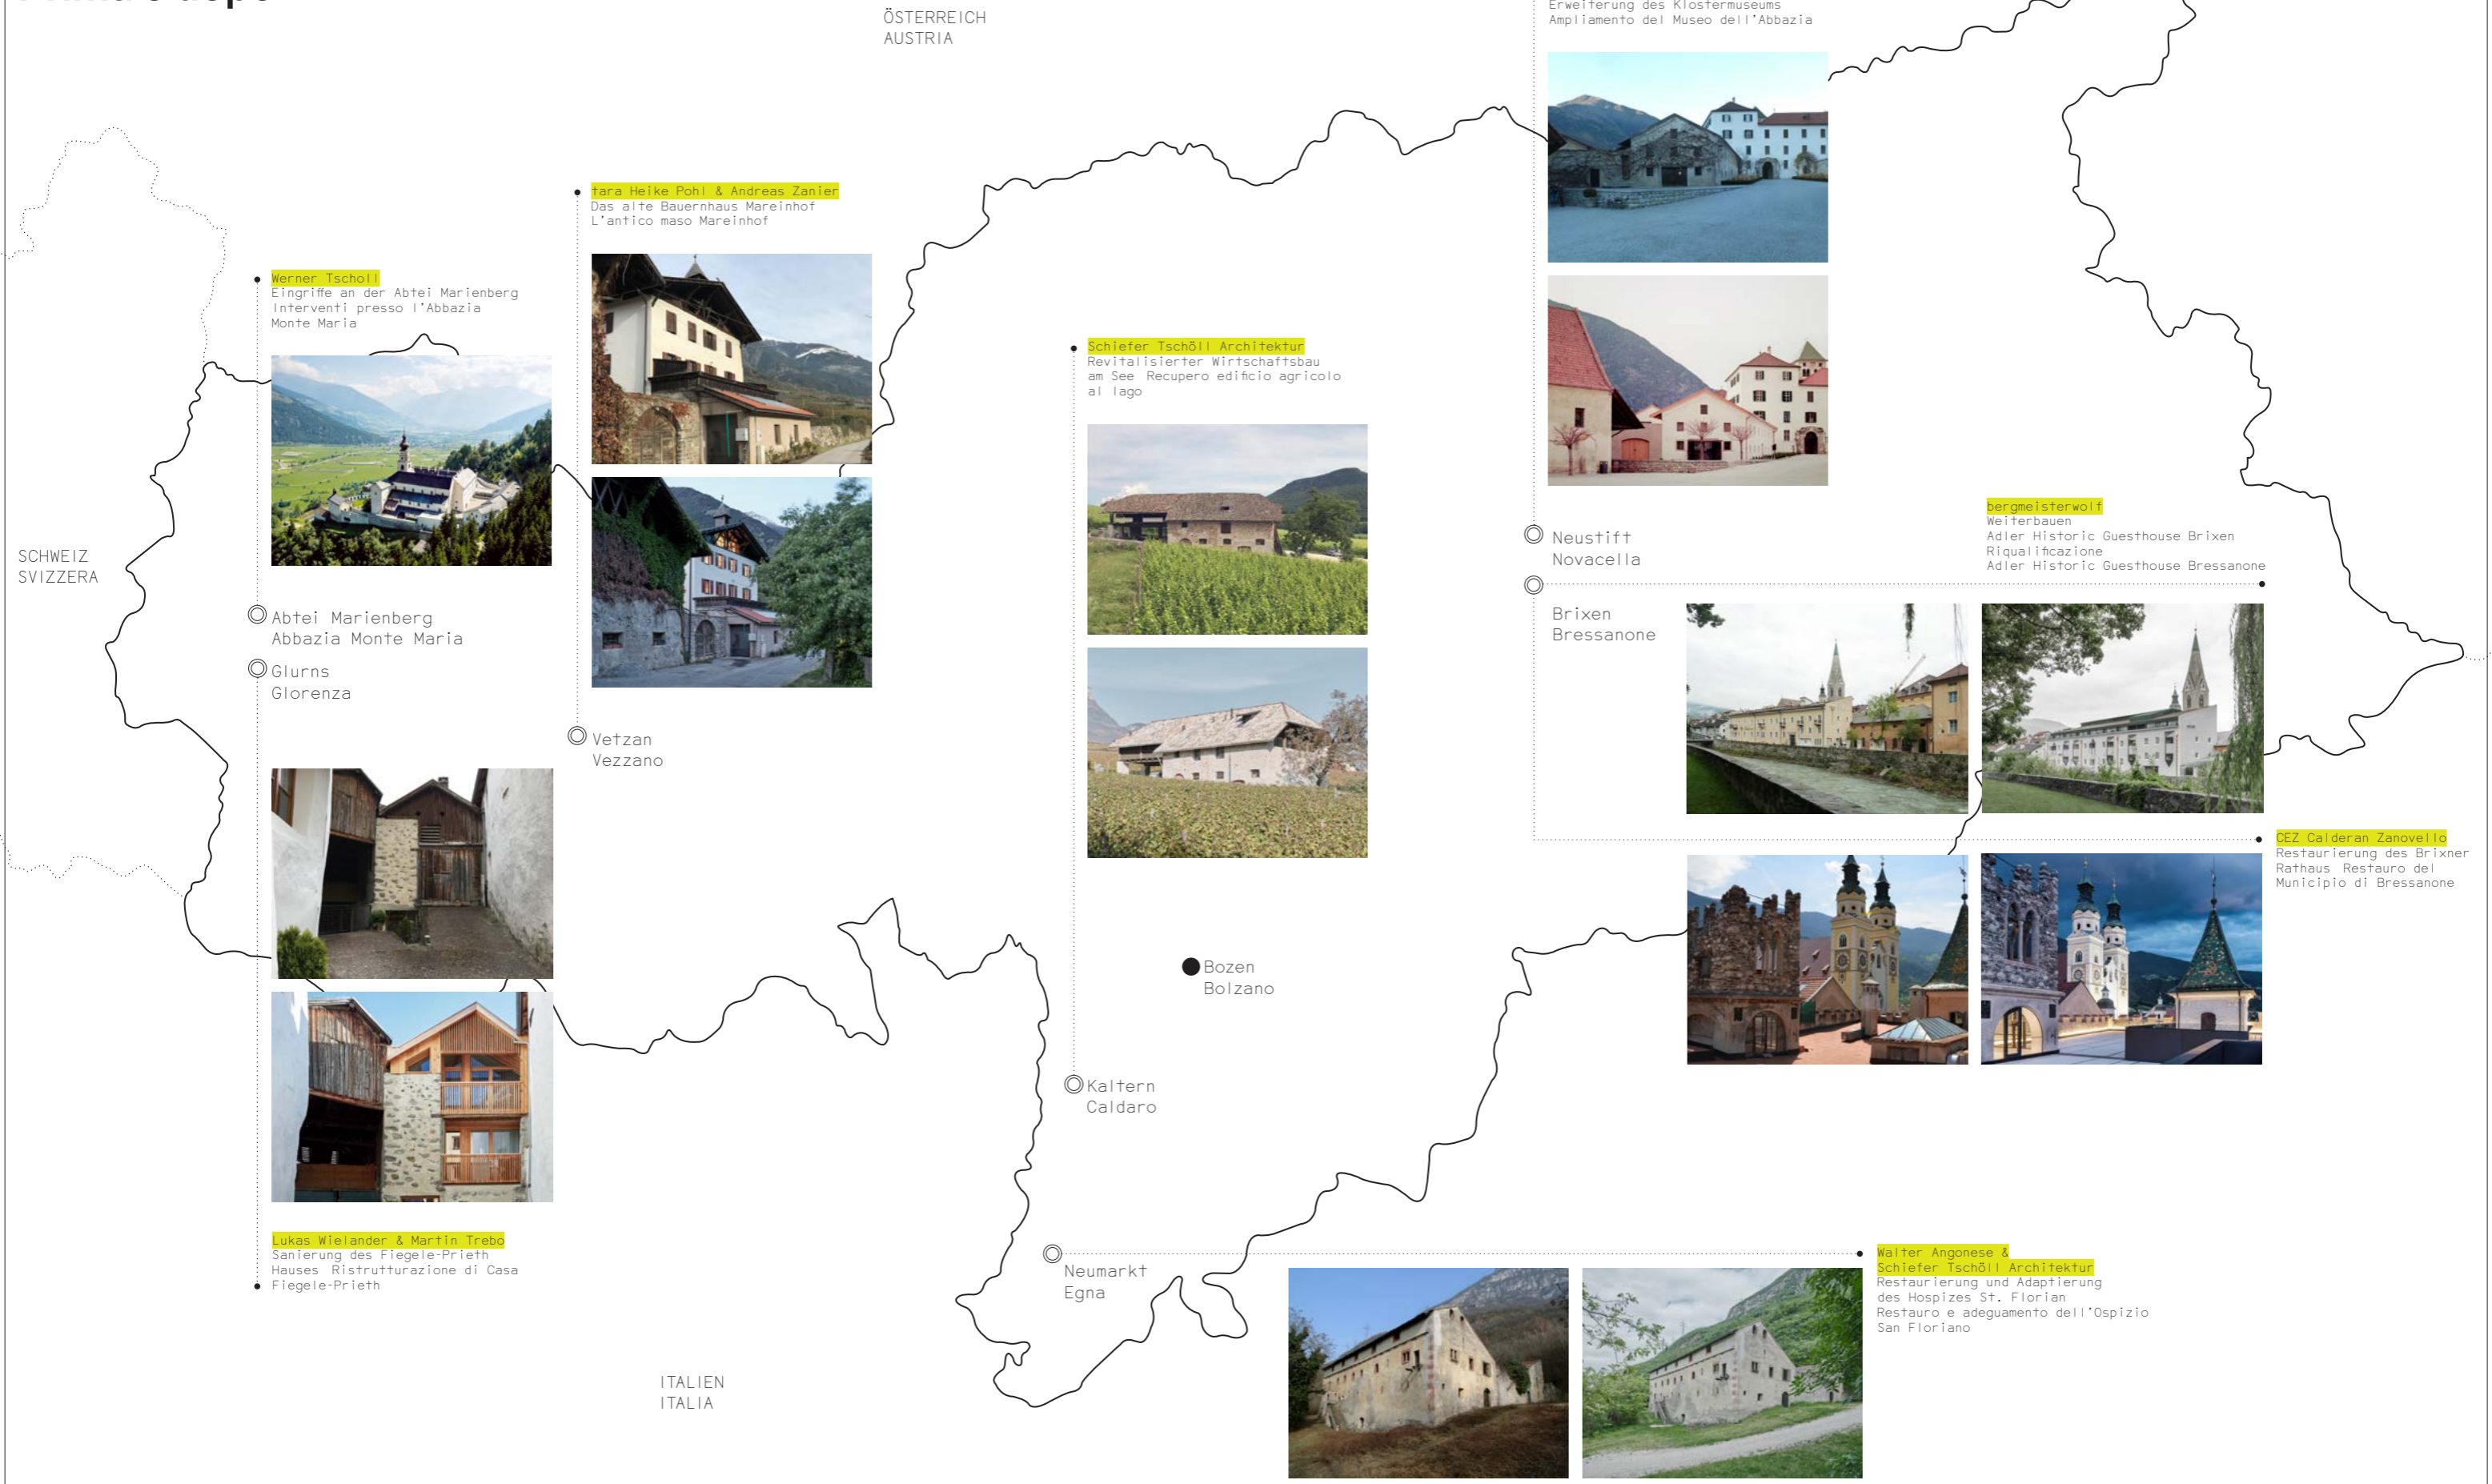 ÖSTERREICH
AUSTRIA
Erweiterung des Klostermuseums
Ampliamento del Museo dell'Abbazia
tara Heike Pohl & Andreas Zanier
Das alte Bauernhaus Mareinhof
L'antico maso Mareinhof
Werner Tscholl
Eingriffe an der Abtei Marienberg
Interventi presso l'Abbazia
Monte Maria
Schiefer Tschöll Architektur
Revitalisierter Wirtschaftsbau
am See Recupero edificio agricolo
al lago
SCHWEIZ
SVIZZERA
Neustift
Novacella
bergmeisterwolf
Weiterbauen
Adler Historic Guesthouse Brixen
Riqualificazione
Adler Historic Guesthouse Bressanone
Brixen
Bressanone
Abtei Marienberg
Abbazia Monte Maria
Glurns
Glorenza
Vetzan
Vezzano
CEZ Calderan Zanovello
Restaurierung des Brixner
Rathaus Restauro del
Municipio di Bressanone
Bozen
Bolzano
Kaltern
Caldaro
Lukas Wielander & Martin Trebo
Sanierung des Fiegele-Prieth
Hauses Ristrutturazione di Casa
Fiegele-Prieth
Neumarkt
Egna
Walter Angonese &
Schiefer Tschöll Architektur
Restaurierung und Adaptierung
des Hospizes St. Florian
Restauro e adeguamento dell'Ospizio
San Floriano
ITALIEN
ITALIA